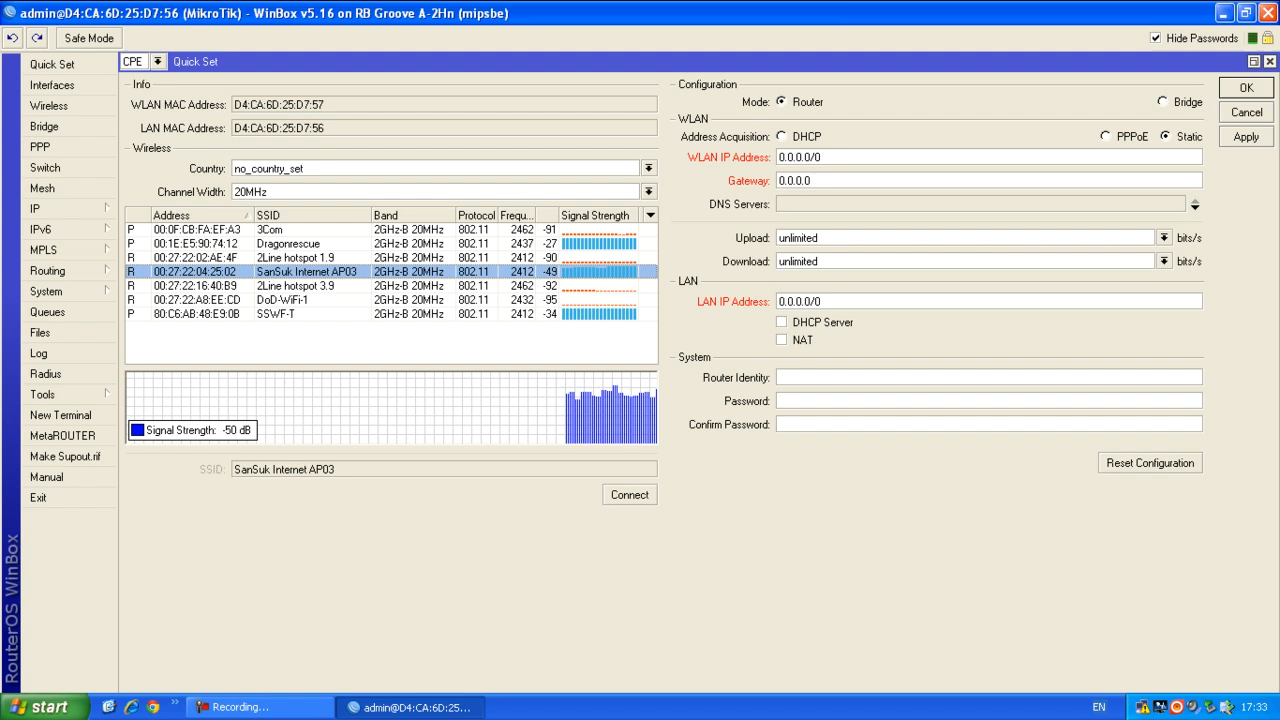 admin@D4:CA:6D:25:D7:56 (MikroTik) - WinBox v5.16 on RB Groove A-2Hn (mipsbe)
Safe Mode
Hide Passwords
Quick Set
Interfaces
Wireless
Bridge
PPP
Switch
Mesh
IP
IPv6
MPLS
Routing
System
Queues
Files
Log
Radius
Tools
New Terminal
MetaROUTER
Make Supout.rif
Manual
Exit
RouterOS WinBox
CPE Quick Set
Info
WLAN MAC Address: D4:CA:6D:25:D7:57
LAN MAC Address: D4:CA:6D:25:D7:56
Wireless
Country: no_country_set
Channel Width: 20MHz
Address SSID Band Protocol Frequ... Signal Strength
P 00:0F:CB:FA:EF:A3 3Com 2GHz-B 20MHz 802.11 2462 -91
P 00:1E:E5:90:74:12 Dragonrescue 2GHz-B 20MHz 802.11 2437 -27
R 00:27:22:02:AE:4F 2Line hotspot 1.9 2GHz-B 20MHz 802.11 2412 -90
R 00:27:22:04:25:02 SanSuk Internet AP03 2GHz-B 20MHz 802.11 2412 -49
R 00:27:22:16:40:B9 2Line hotspot 3.9 2GHz-B 20MHz 802.11 2462 -92
R 00:27:22:A8:EE:CD DoD-WiFi-1 2GHz-B 20MHz 802.11 2432 -95
P 80:C6:AB:48:E9:0B SSWF-T 2GHz-B 20MHz 802.11 2412 -34
Signal Strength: -50 dB
SSID: SanSuk Internet AP03
Connect
Configuration
Mode: Router Bridge
WLAN
Address Acquisition: DHCP PPPoE Static
WLAN IP Address: 0.0.0.0/0
Gateway: 0.0.0.0
DNS Servers:
Upload: unlimited bits/s
Download: unlimited bits/s
LAN
LAN IP Address: 0.0.0.0/0
DHCP Server
NAT
System
Router Identity:
Password:
Confirm Password:
Reset Configuration
OK
Cancel
Apply
start
Recording...
admin@D4:CA:6D:25...
EN
17:33